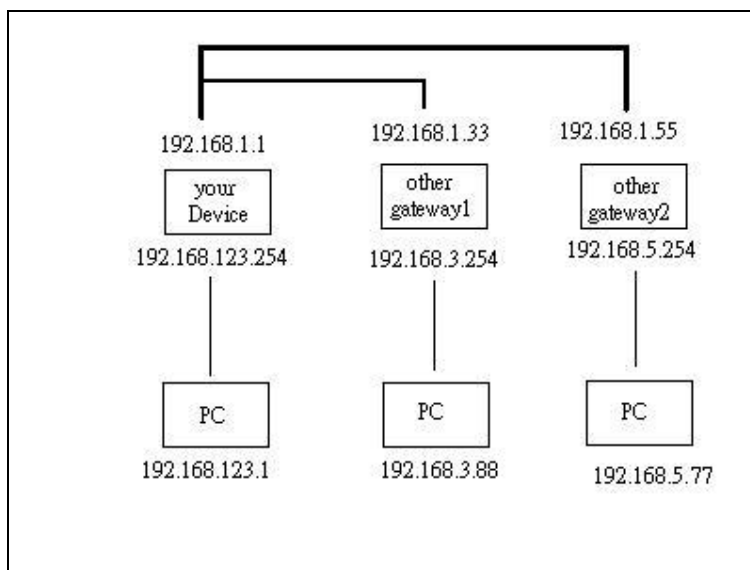 192.168.1.1
192.168.1.33
192.168.1.55
your
Device
other
gateway1
other
gateway2
192.168.123.254
192.168.3.254
192.168.5.254
PC
PC
PC
192.168.123.1
192.168.3.88
192.168.5.77